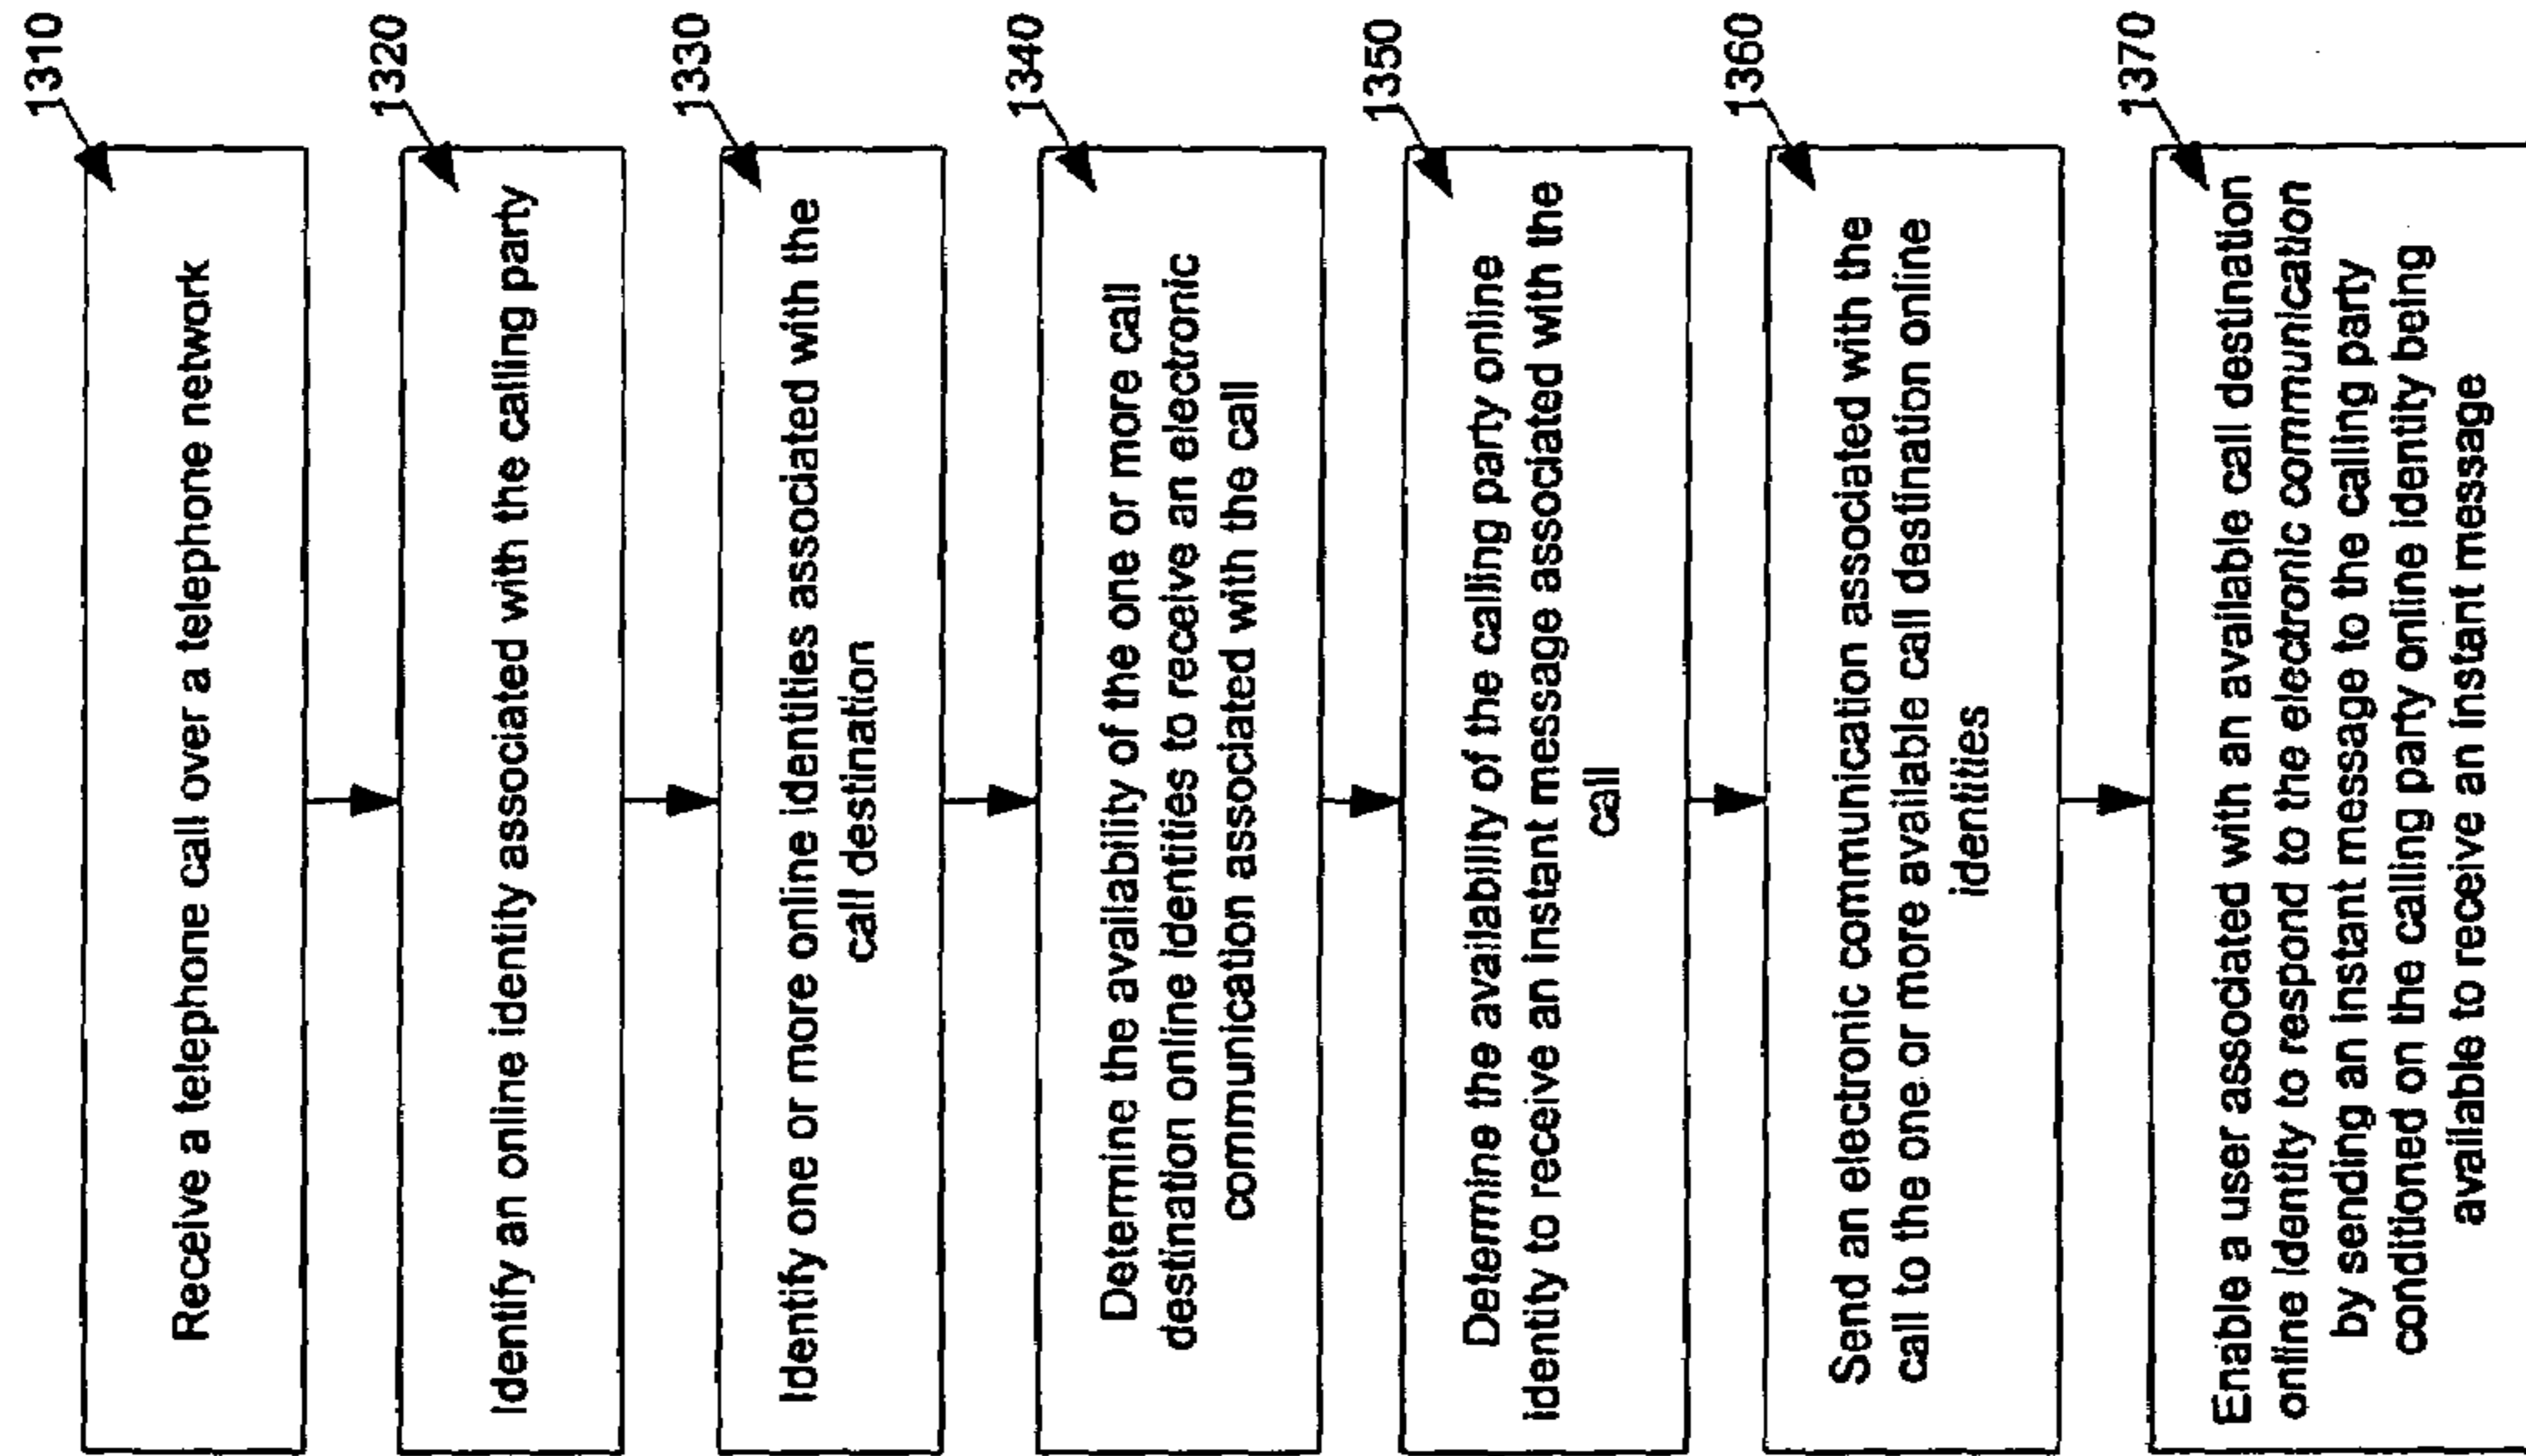 1310
Receive a telephone call over a telephone network
1320
Identify an online identity associated with the calling party
1330
Identify one or more online identities associated with the
call destination
1340
Determine the availability of the one or more call
destination online identities to receive an electronic
communication associated with the call
1350
Determine the availability of the calling party online
identity to receive an instant message associated with the
call
1360
Send an electronic communication associated with the
call to the one or more available call destination online
identities
1370
Enable a user associated with an available call destination
online identity to respond to the electronic communication
by sending an instant message to the calling party
conditioned on the calling party online identity being
available to receive an instant message